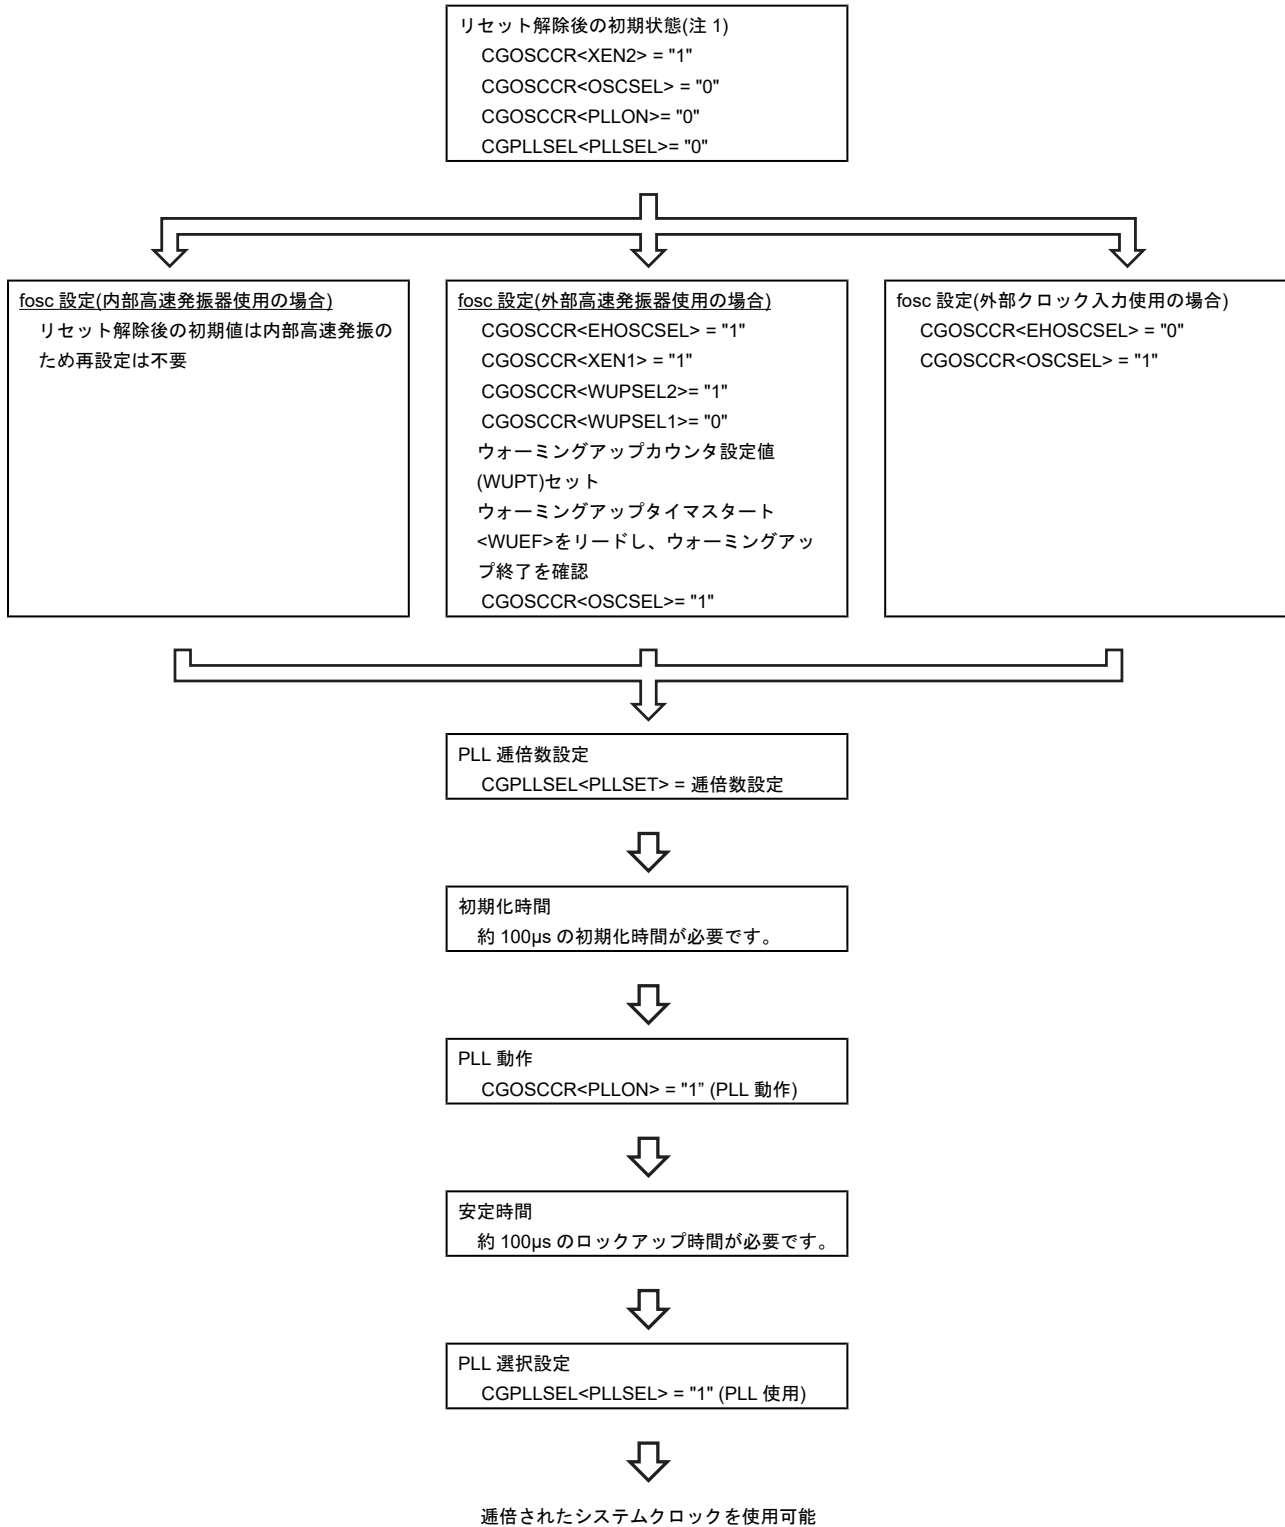 リセット解除後の初期状態(注 1)
CGOSCCR<XEN2> = "1"
CGOSCCR<OSCSEL> = "0"
CGOSCCR<PLLON>= "0"
CGPLLSEL<PLLSEL>= "0"
fosc 設定(内部高速発振器使用の場合)
リセット解除後の初期値は内部高速発振の
ため再設定は不要
fosc 設定(外部高速発振器使用の場合)
CGOSCCR<EHOSCSEL> = "1"
CGOSCCR<XEN1> = "1"
CGOSCCR<WUPSEL2>= "1"
CGOSCCR<WUPSEL1>= "0"
ウォーミングアップカウンタ設定値
(WUPT)セット
ウォーミングアップタイマスタート
<WUEF>をリードし、ウォーミングアッ
プ終了を確認
CGOSCCR<OSCSEL>= "1"
fosc 設定(外部クロック入力使用の場合)
CGOSCCR<EHOSCSEL> = "0"
CGOSCCR<OSCSEL> = "1"
PLL 逓倍数設定
CGPLLSEL<PLLSET> = 逓倍数設定
初期化時間
約 100μs の初期化時間が必要です。
PLL 動作
CGOSCCR<PLLON> = "1” (PLL 動作)
安定時間
約 100μs のロックアップ時間が必要です。
PLL 選択設定
CGPLLSEL<PLLSEL> = "1" (PLL 使用)
逓倍されたシステムクロックを使用可能